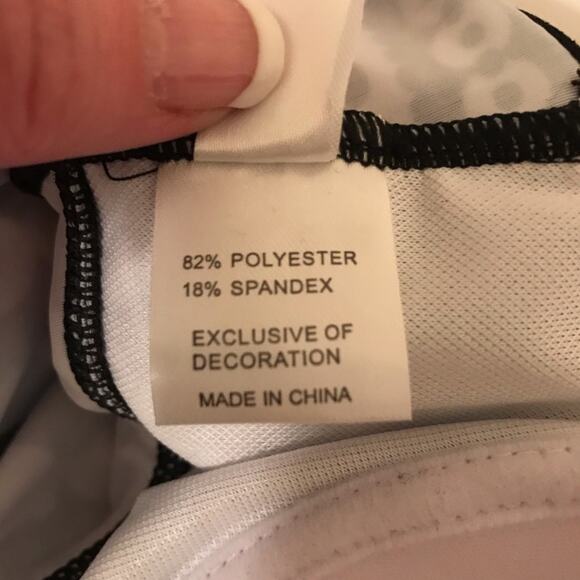 82% POLYESTER
18% SPANDEX
EXCLUSIVE OF
DECORATION
MADE IN CHINA